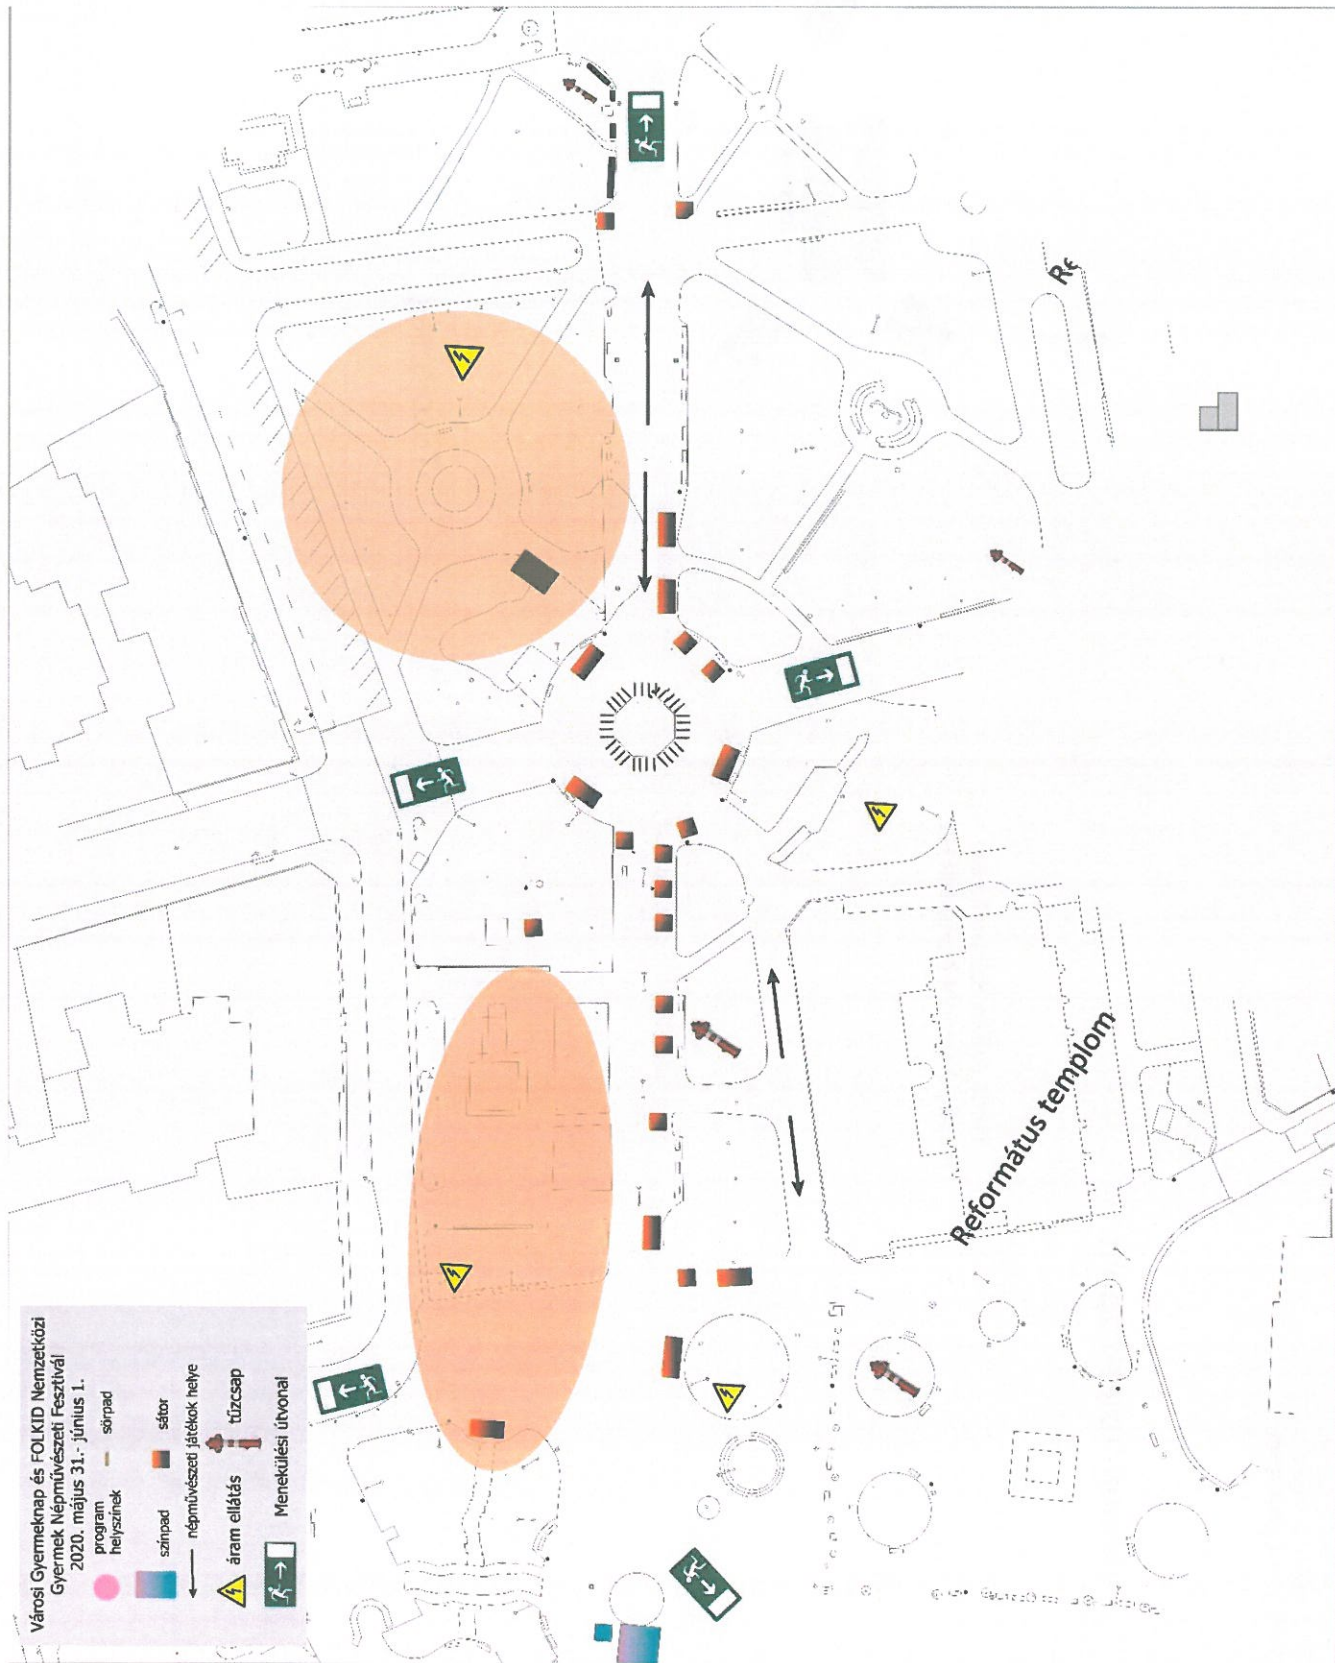 Városi Gyermeknap és FOLKID Nemzetközi
Gyermek Népművészeti Fesztivál
2020. május 31.- június 1.
program
helyszínek
sörpad
színpad
sátor
népművészeti játékok helye
áram ellátás
tűzcsap
Menekülési útvonal
Református templom
Re